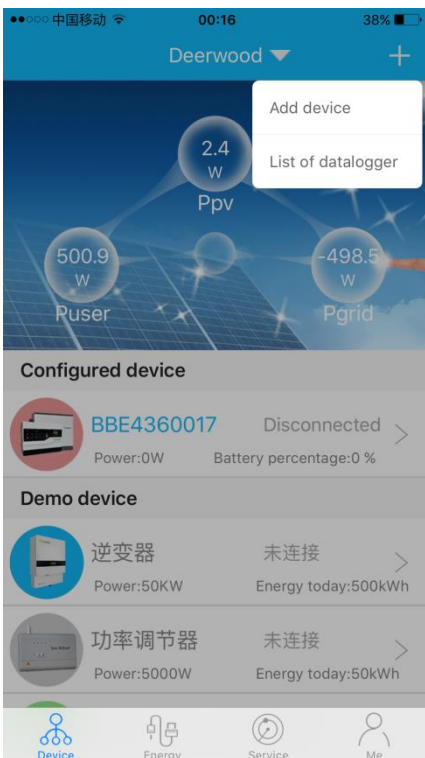 中国移动 00:16 38%
Deerwood
Add device
List of datalogger
2.4
W
Ppv
500.9
W
Puser
-498.5
W
Pgrid
Configured device
BBE4360017 Disconnected
Power:0W Battery percentage:0 %
Demo device
逆变器 未连接
Power:50KW Energy today:500kWh
功率调节器 未连接
Power:5000W Energy today:50kWh
Device Energy Service Me